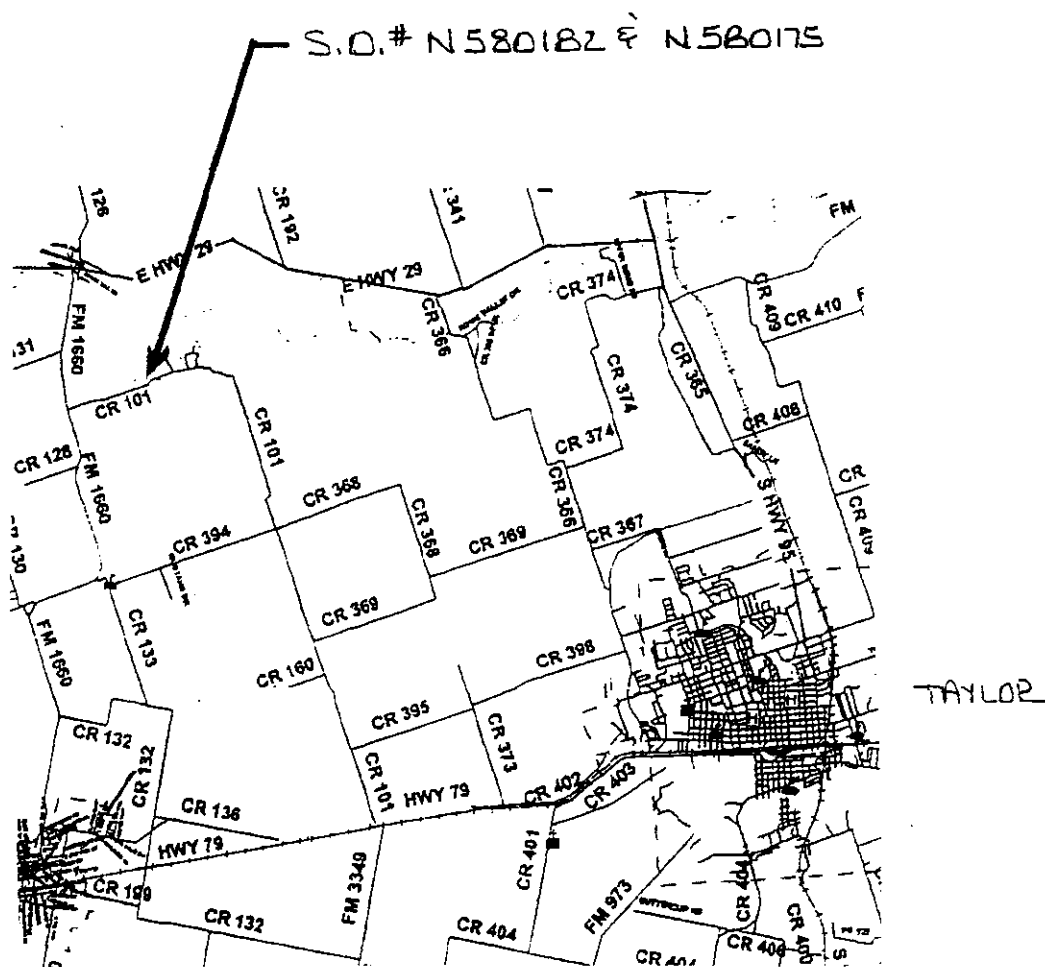 S.D.# N580182 & N580175
126
CR 192
341
FM
E HWY 29
E HWY 29
CR 374
CR 409
CR 410
F
FM 1660
CR 366
131
CR 374
CR 365
CR 101
CR 408
CR 101
CR 374
CR 128
FM 1660
CR 368
CR 366
CR
CR 394
CR 368
CR 369
CR 367
S HWY 95
CR 409
130
CR 369
FM 1660
CR 133
CR 160
CR 398
CR 395
TAYLOR
CR 132
CR 132
CR 373
CR 101
HWY 79
CR 402
CR 403
CR 136
HWY 79
CR 401
CR 199
FM 3349
CR 404
FM 973
CR 132
CR 404
CR 406
CR 400
CR 404
S